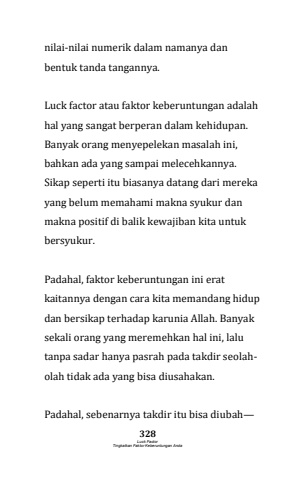 nilai-nilai numerik dalam namanya dan
bentuk tanda tangannya.
Luck factor atau faktor keberuntungan adalah
hal yang sangat berperan dalam kehidupan.
Banyak orang menyepelekan masalah ini,
bahkan ada yang sampai melecehkannya.
Sikap seperti itu biasanya datang dari mereka
yang belum memahami makna syukur dan
makna positif di balik kewajiban kita untuk
bersyukur.
Padahal, faktor keberuntungan ini erat
kaitannya dengan cara kita memandang hidup
dan bersikap terhadap karunia Allah. Banyak
sekali orang yang meremehkan hal ini, lalu
tanpa sadar hanya pasrah pada takdir seolah-
olah tidak ada yang bisa diusahakan.
Padahal, sebenarnya takdir itu bisa diubah—
328
Luck Factor
Tingkatkan Faktor Keberuntungan Anda